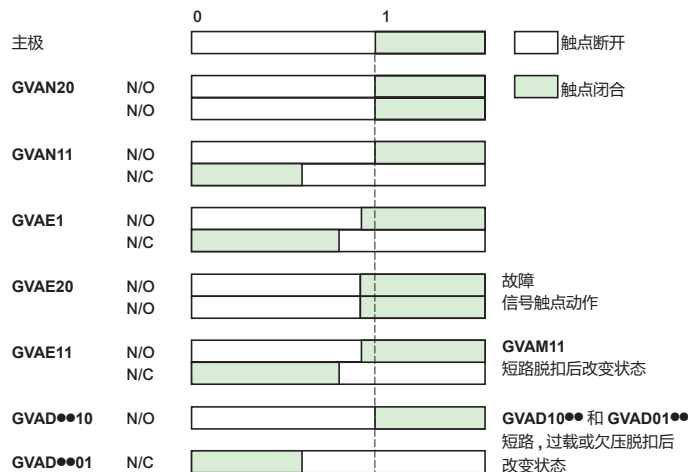 0 1
主极 触点断开
GVAN20 N/O 触点闭合
N/O
GVAN11 N/O
N/C
GVAE1 N/O
N/C
GVAE20 N/O 故障
N/O 信号触点动作
GVAE11 N/O GVAM11
N/C 短路脱扣后改变状态
GVAD●●10 N/O GVAD10●● 和 GVAD01●●
短路 , 过载或欠压脱扣后
GVAD●●01 N/C 改变状态